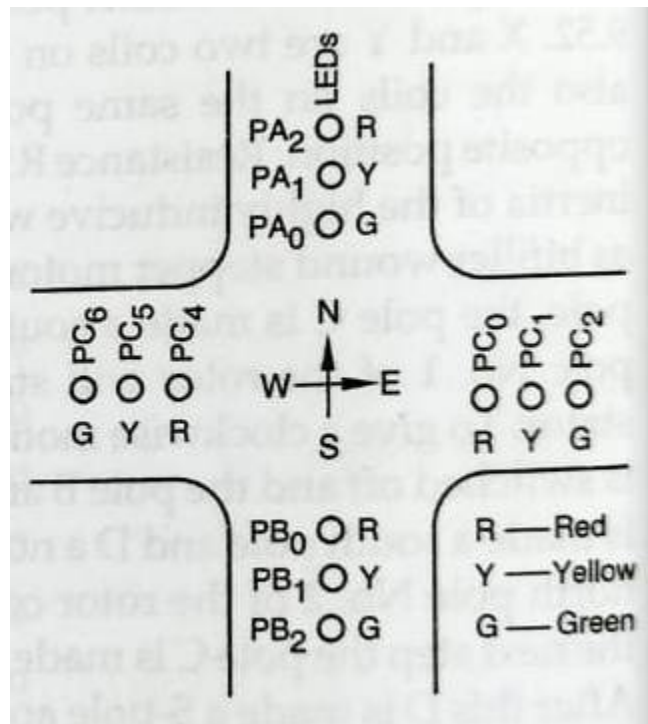 LEDs
PA2 R
PA1 Y
PA0 G
PC6 PC5 PC4
G Y R
N
W E
S
PC0 PC1 PC2
R Y G
PB0 R
PB1 Y
PB2 G
R — Red
Y — Yellow
G — Green